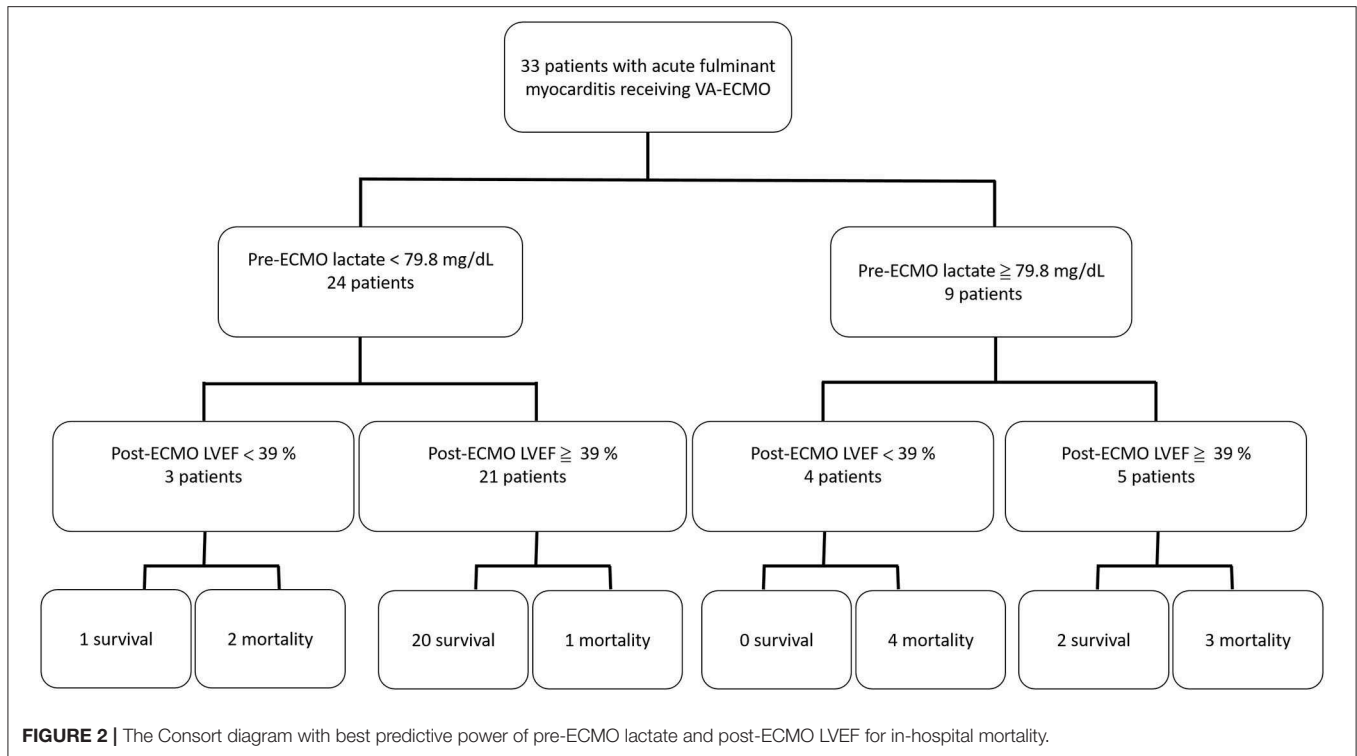 33 patients with acute fulminant
myocarditis receiving VA-ECMO
Pre-ECMO lactate < 79.8 mg/dL
24 patients
Pre-ECMO lactate ≧ 79.8 mg/dL
9 patients
Post-ECMO LVEF < 39 %
3 patients
Post-ECMO LVEF ≧ 39 %
21 patients
Post-ECMO LVEF < 39 %
4 patients
Post-ECMO LVEF ≧ 39 %
5 patients
1 survival
2 mortality
20 survival
1 mortality
0 survival
4 mortality
2 survival
3 mortality
FIGURE 2 | The Consort diagram with best predictive power of pre-ECMO lactate and post-ECMO LVEF for in-hospital mortality.